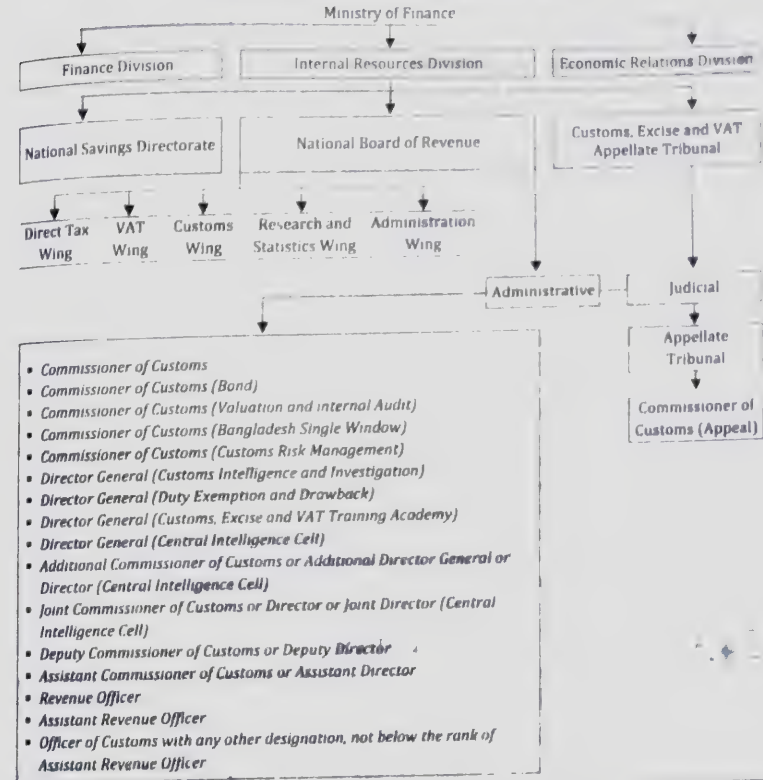 Ministry of Finance
Finance Division
Internal Resources Division
Economic Relations Division
National Savings Directorate
National Board of Revenue
Customs, Excise and VAT
Appellate Tribunal
Direct Tax
Wing
VAT
Wing
Customs
Wing
Research and
Statistics Wing
Administration
Wing
Administrative
Judicial
Appellate
Tribunal
Commissioner of
Customs (Appeal)
• Commissioner of Customs
• Commissioner of Customs (Bond)
• Commissioner of Customs (Valuation and Internal Audit)
• Commissioner of Customs (Bangladesh Single Window)
• Commissioner of Customs (Customs Risk Management)
• Director General (Customs Intelligence and Investigation)
• Director General (Duty Exemption and Drawback)
• Director General (Customs, Excise and VAT Training Academy)
• Director General (Central Intelligence Cell)
• Additional Commissioner of Customs or Additional Director General or
Director (Central Intelligence Cell)
• Joint Commissioner of Customs or Director or Joint Director (Central
Intelligence Cell)
• Deputy Commissioner of Customs or Deputy Director
• Assistant Commissioner of Customs or Assistant Director
• Revenue Officer
• Assistant Revenue Officer
• Officer of Customs with any other designation, not below the rank of
Assistant Revenue Officer